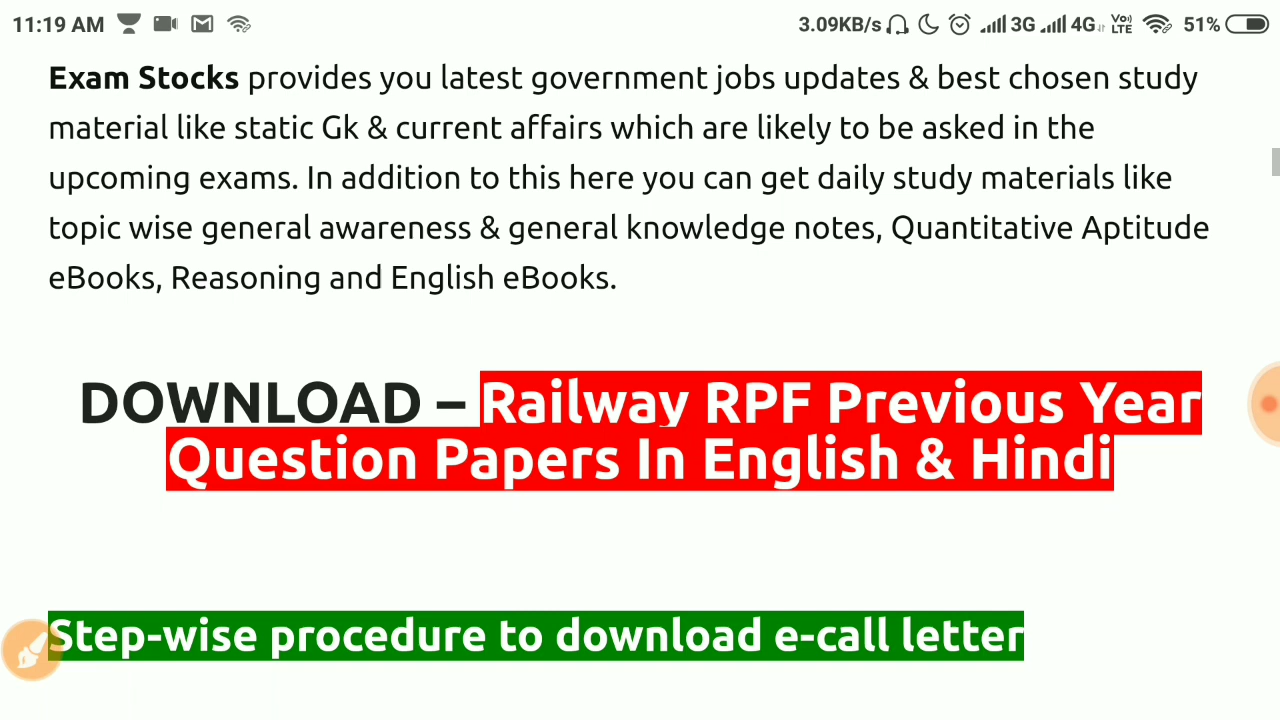 11:19 AM 3.09KB/s 3G 4G Vo) LTE 51%
Exam Stocks provides you latest government jobs updates & best chosen study
material like static Gk & current affairs which are likely to be asked in the
upcoming exams. In addition to this here you can get daily study materials like
topic wise general awareness & general knowledge notes, Quantitative Aptitude
eBooks, Reasoning and English eBooks.
DOWNLOAD – Railway RPF Previous Year
Question Papers In English & Hindi
Step-wise procedure to download e-call letter